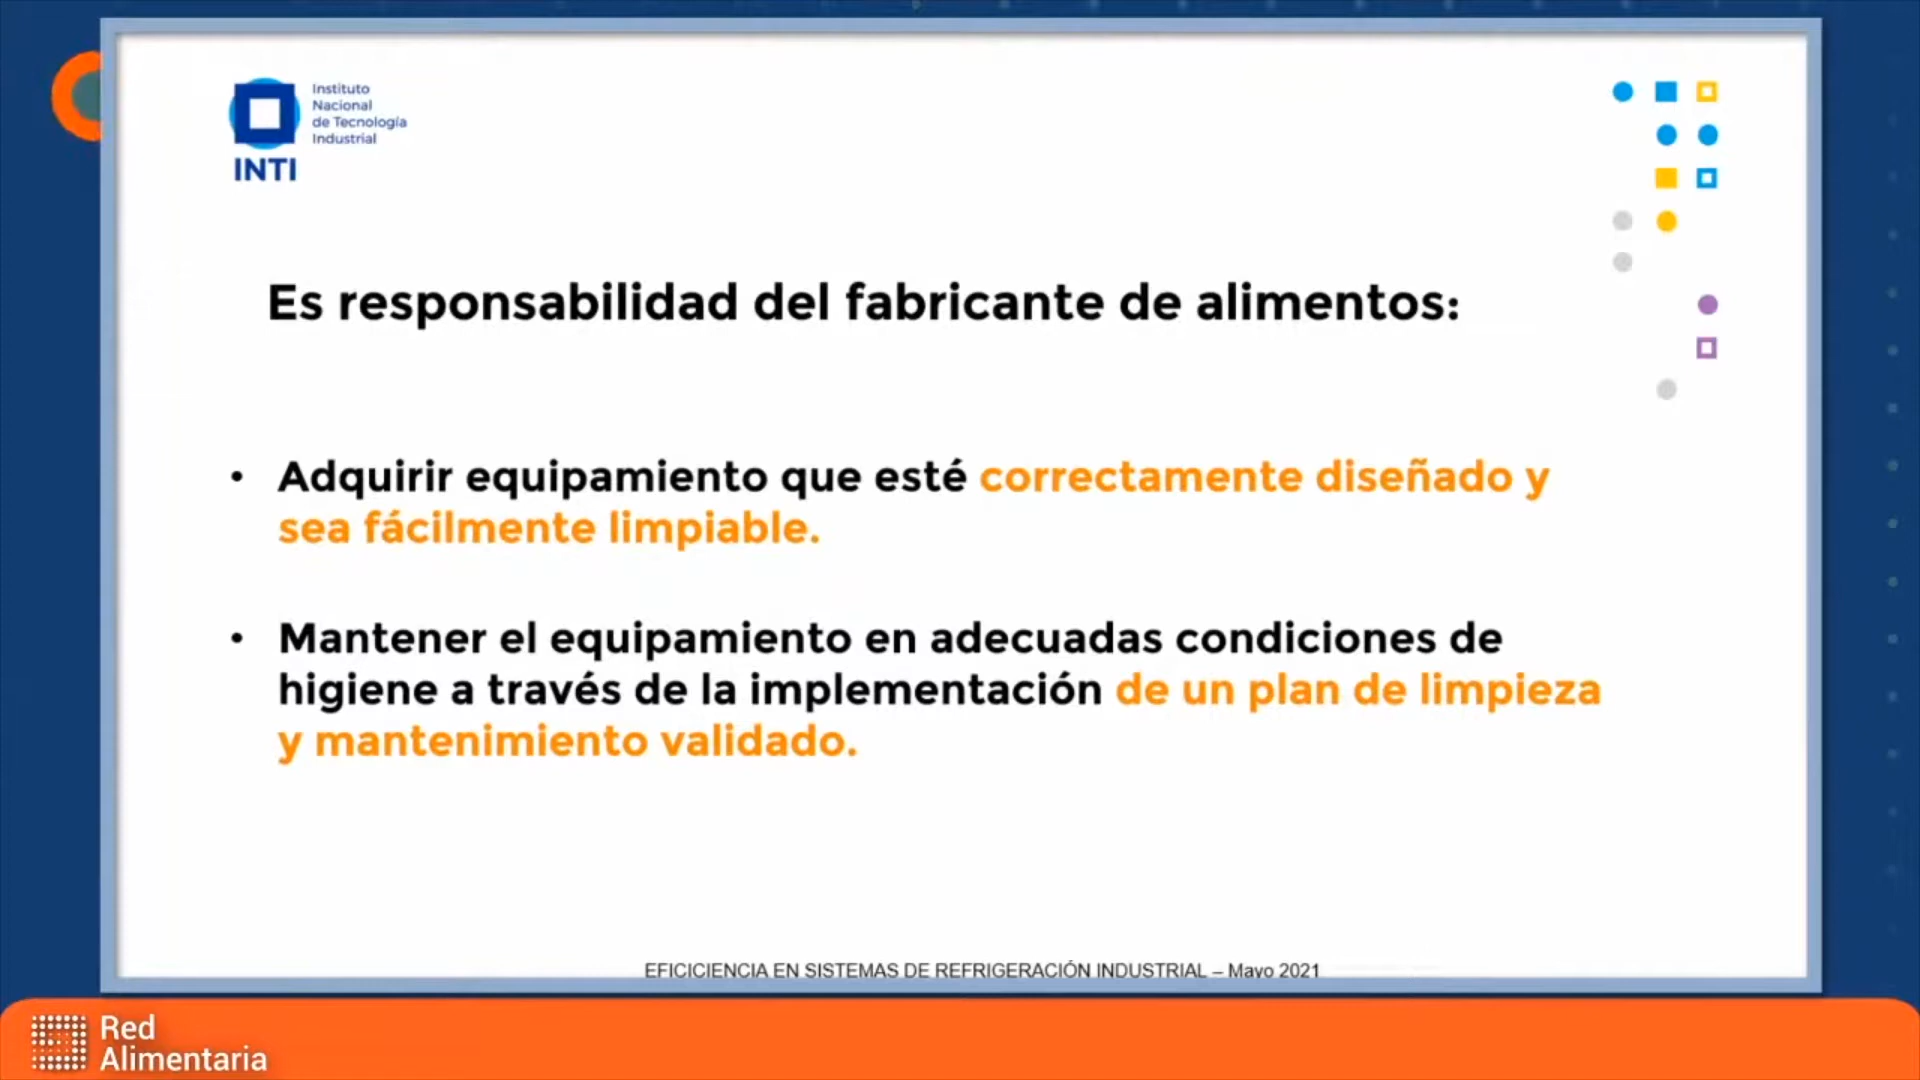 Instituto
Nacional
de Tecnología
Industrial
INTI
Es responsabilidad del fabricante de alimentos:
• Adquirir equipamiento que esté correctamente diseñado y
sea fácilmente limpiable.
• Mantener el equipamiento en adecuadas condiciones de
higiene a través de la implementación de un plan de limpieza
y mantenimiento validado.
EFICICIENCIA EN SISTEMAS DE REFRIGERACIÓN INDUSTRIAL – Mayo 2021
Red
Alimentaria